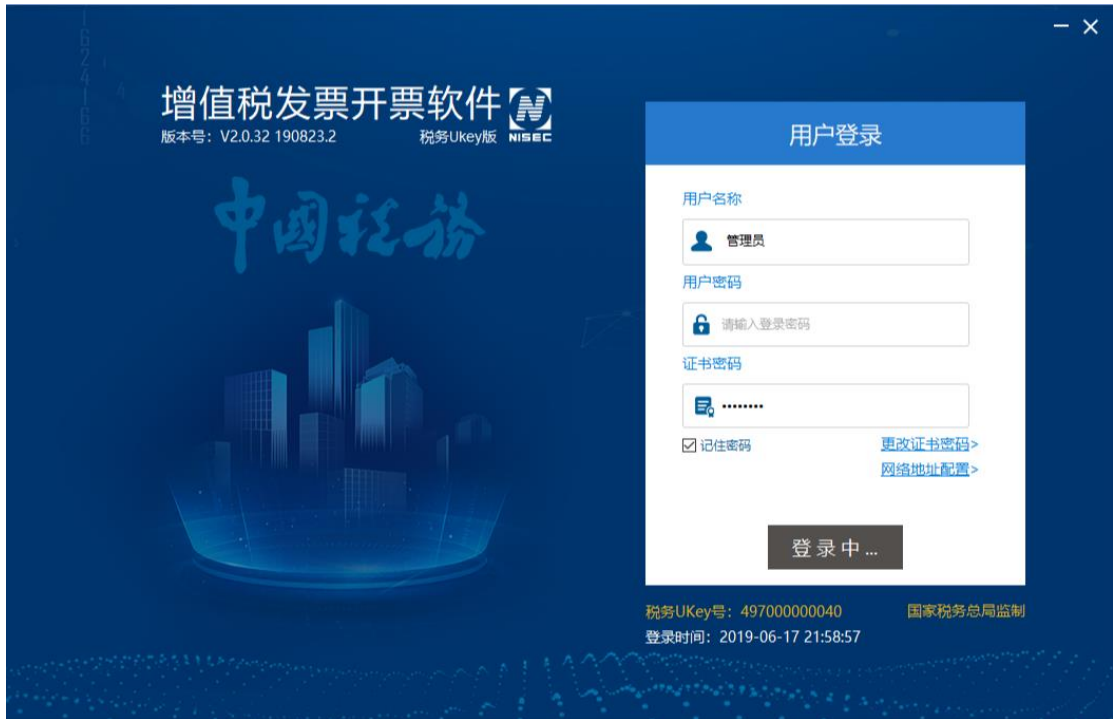 增值税发票开票软件
版本号：V2.0.32 190823.2 税务Ukey版 NISEC
中國税務
用户登录
用户名称
管理员
用户密码
请输入登录密码
证书密码
••••••••
记住密码 更改证书密码>
网络地址配置>
登录中...
税务UKey号：497000000040 国家税务总局监制
登录时间：2019-06-17 21:58:57